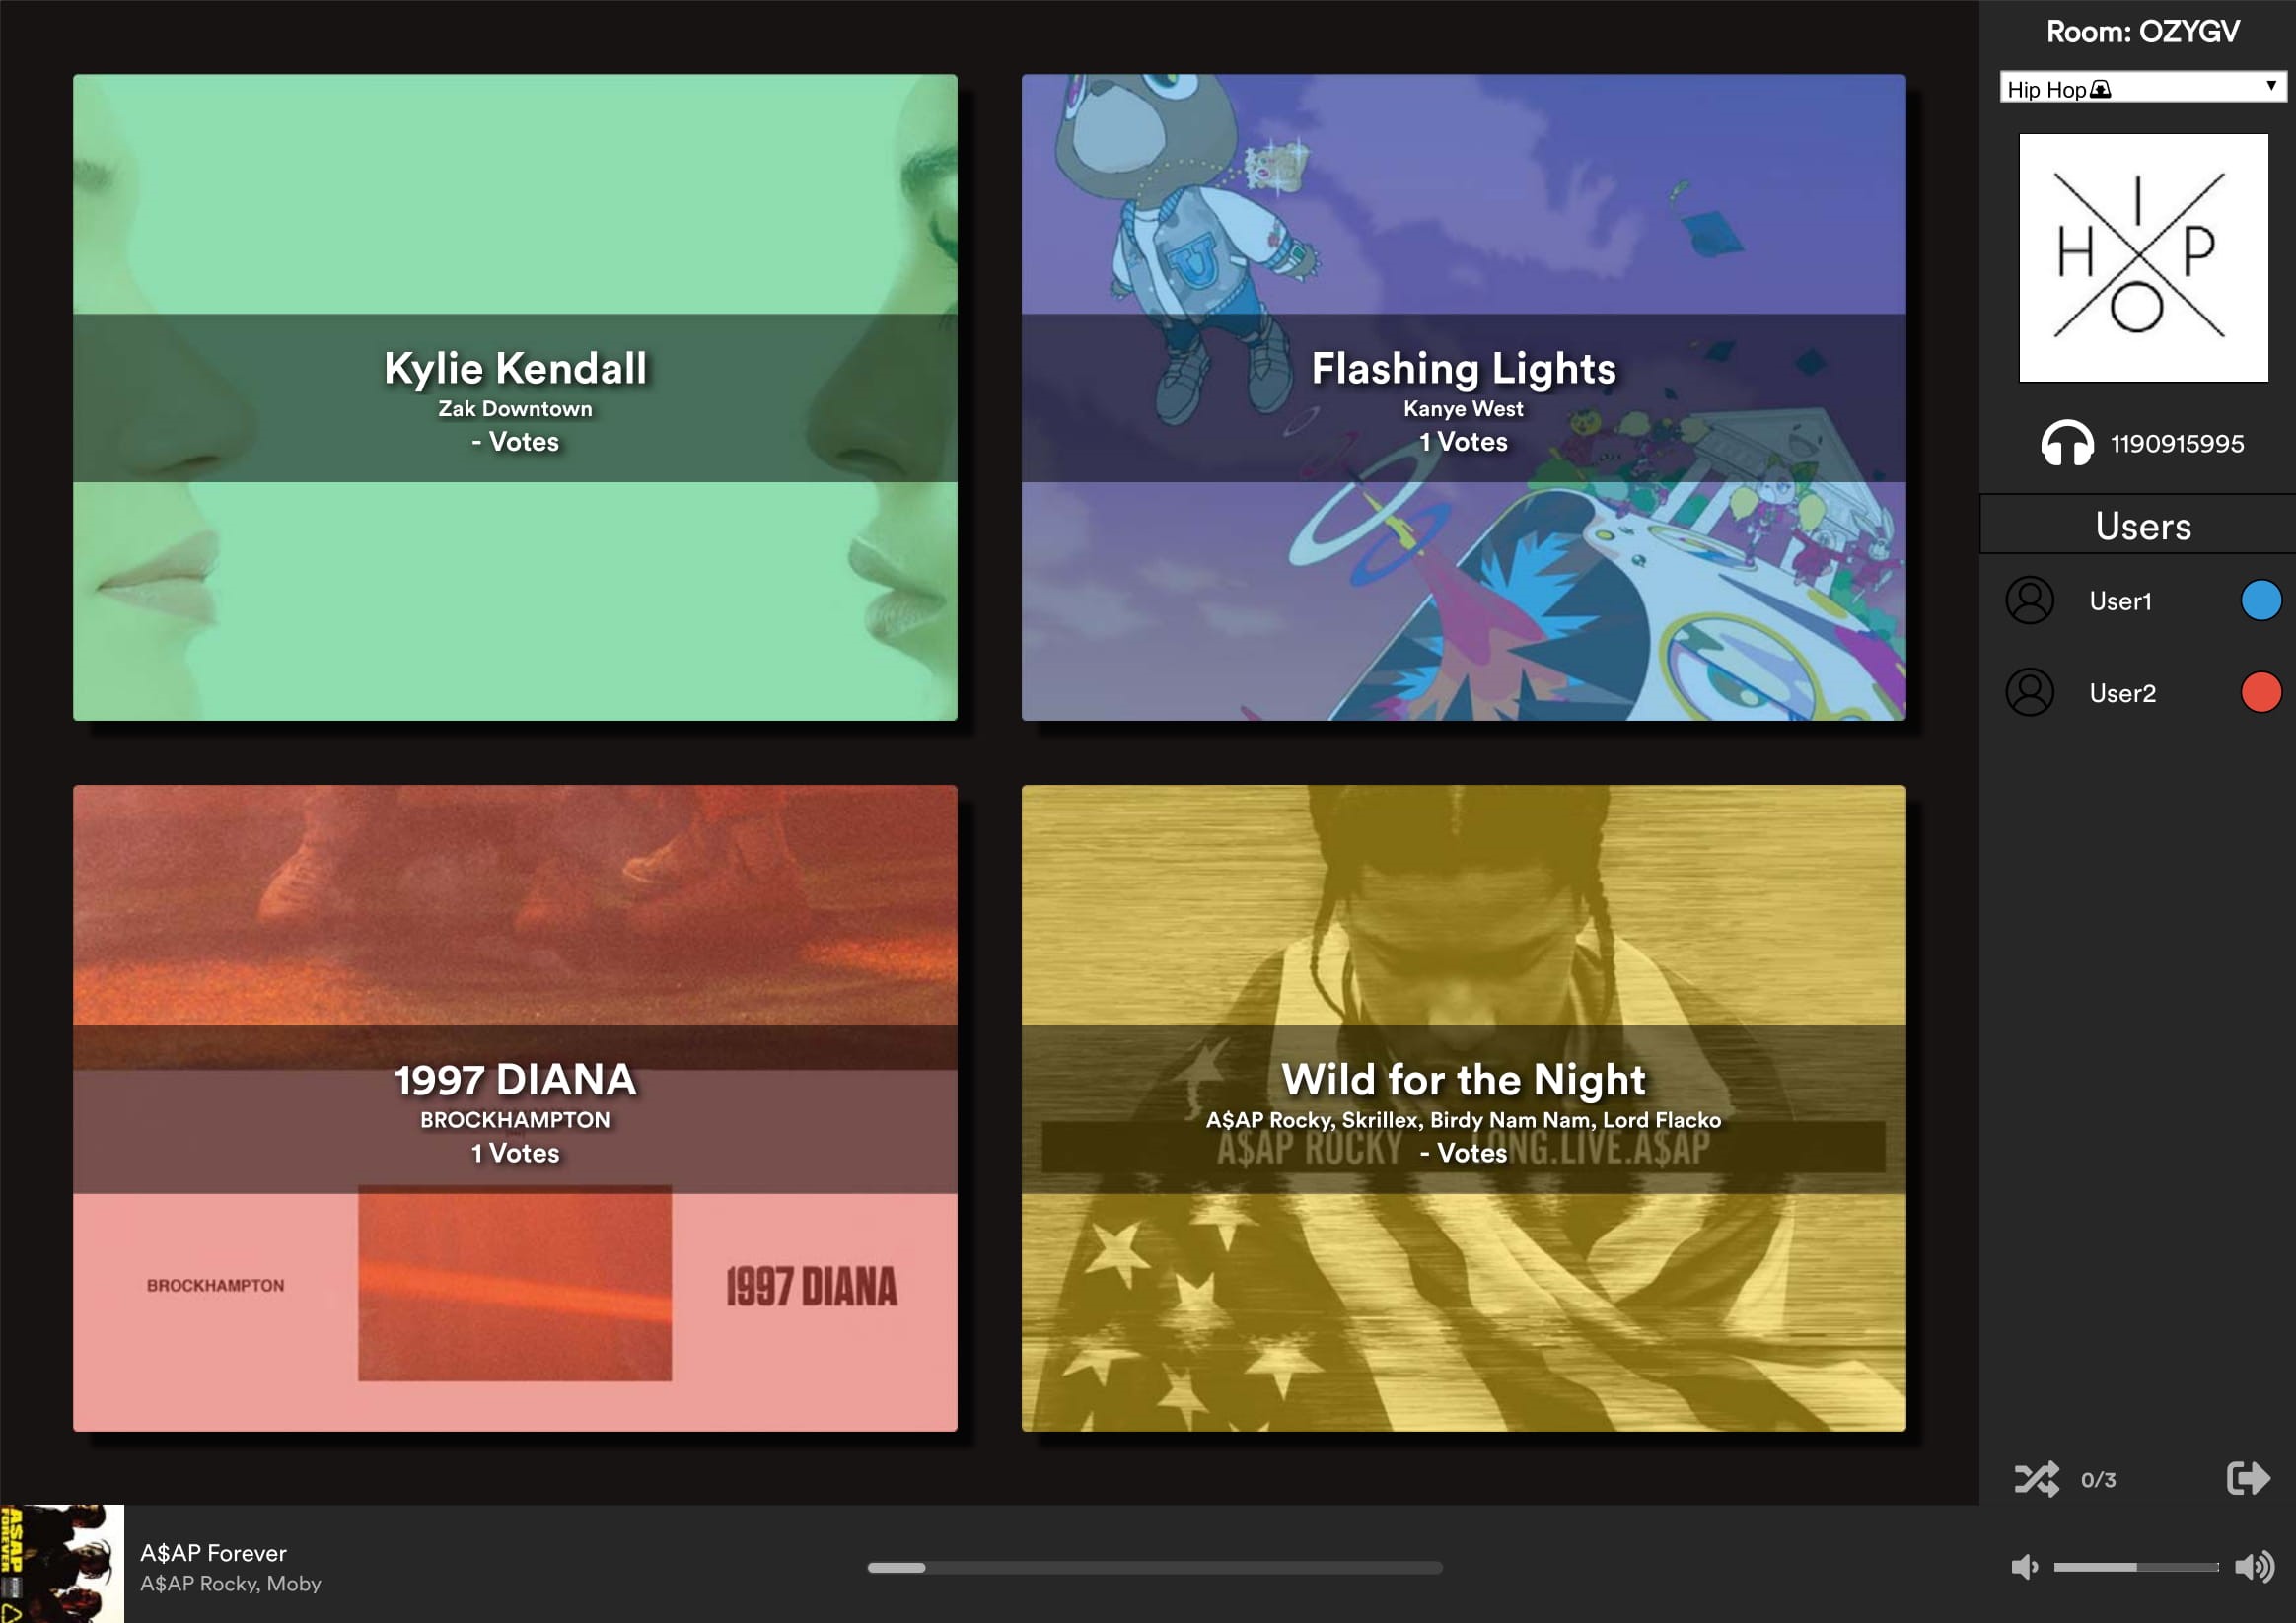 Kylie Kendall
Zak Downtown
- Votes
Flashing Lights
Kanye West
1 Votes
U
1997 DIANA
BROCKHAMPTON
1 Votes
BROCKHAMPTON
1997 DIANA
Wild for the Night
A$AP Rocky, Skrillex, Birdy Nam Nam, Lord Flacko
- Votes
A$AP ROCKY LONG.LIVE.A$AP
Room: OZYGV
Hip Hop
I
H P
O
1190915995
Users
User1
User2
0/3
A$AP FOREVER
A$AP Forever
A$AP Rocky, Moby